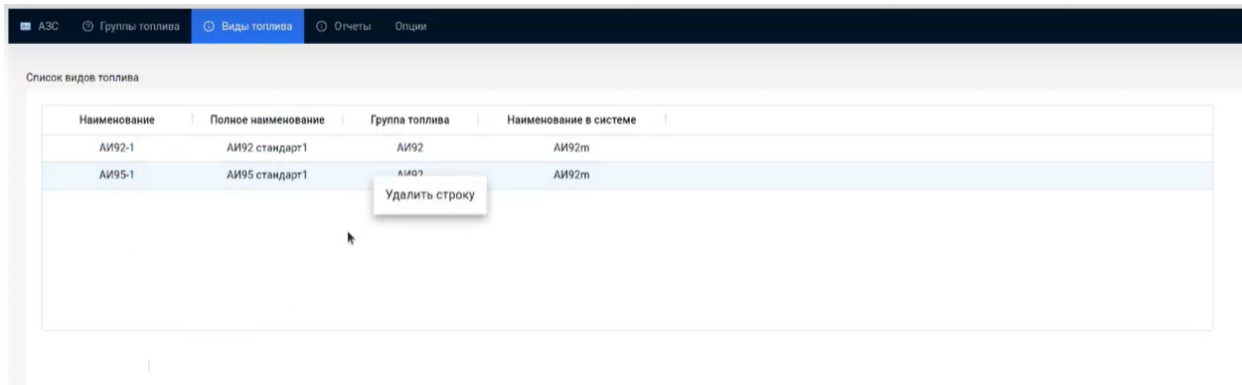 АЗС Группы топлива Виды топлива Отчеты Опции
Список видов топлива
Наименование Полное наименование Группа топлива Наименование в системе
АИ92-1 АИ92 стандарт1 АИ92 АИ92m
АИ95-1 АИ95 стандарт1 АИ92 АИ92m
Удалить строку